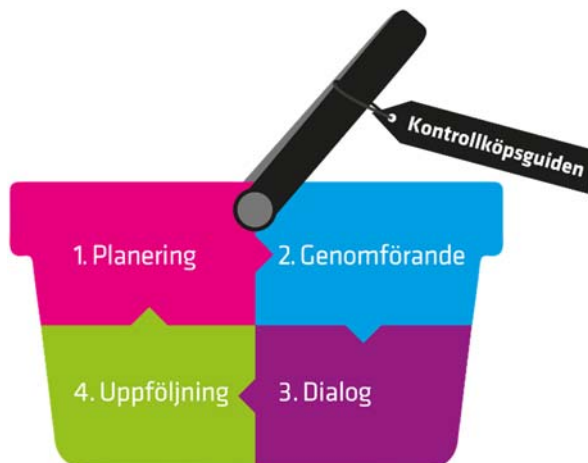 Kontrollköpsguiden
1. Planering
2. Genomförande
4. Uppföljning
3. Dialog